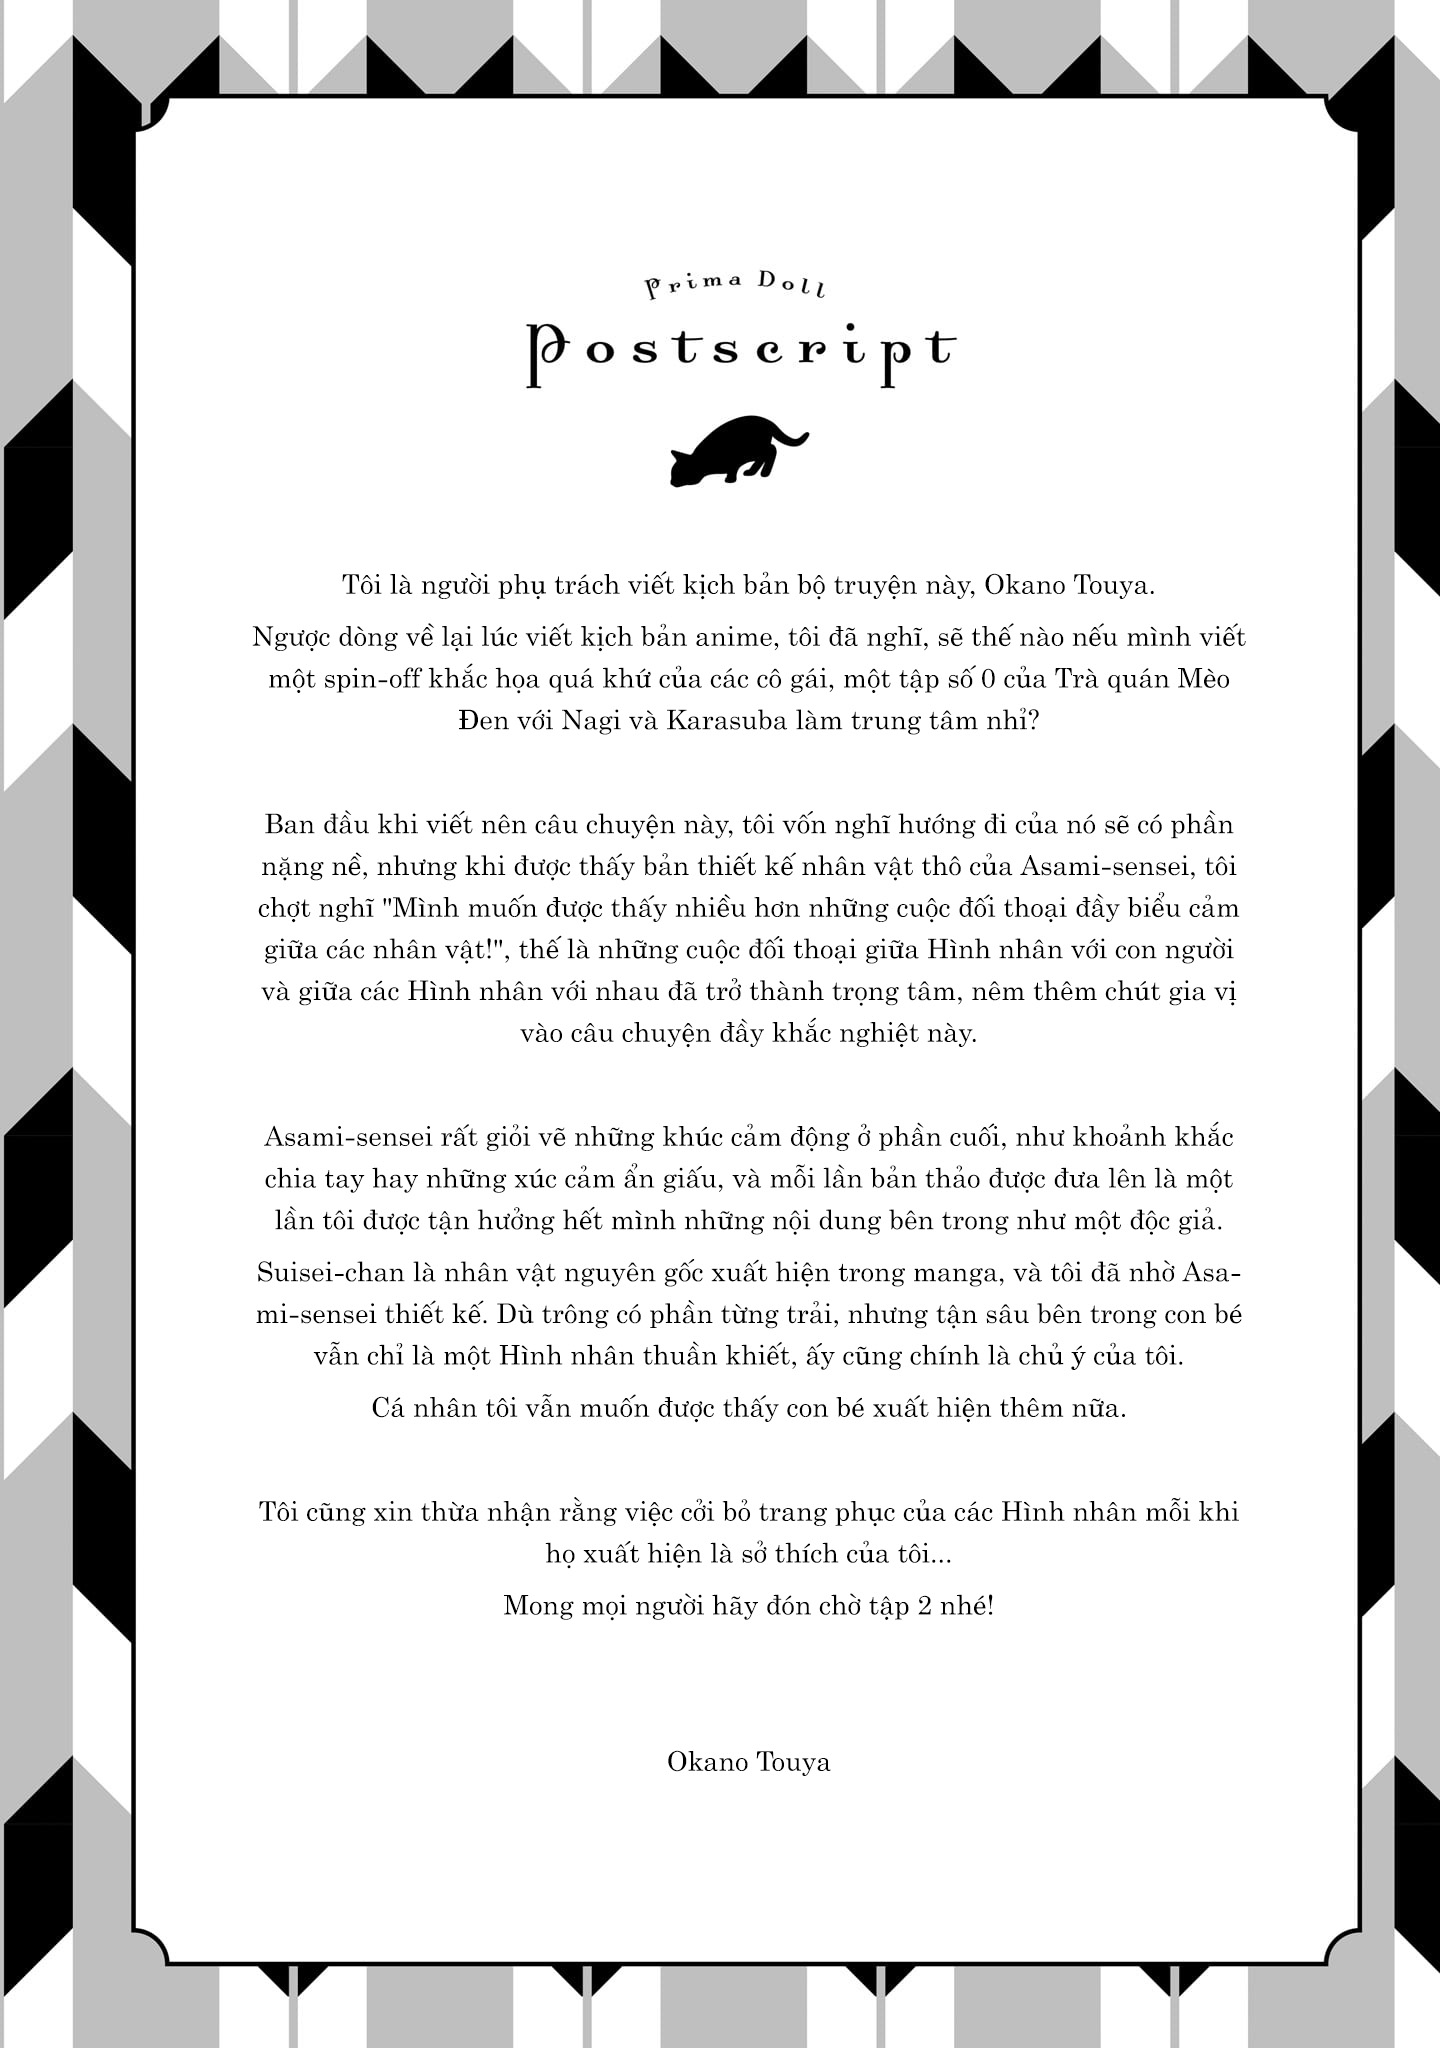 Prima Doll
Postscript
Tôi là người phụ trách viết kịch bản bộ truyện này, Okano Touya.
Ngược dòng về lại lúc viết kịch bản anime, tôi đã nghĩ, sẽ thế nào nếu mình viết
một spin-off khắc họa quá khứ của các cô gái, một tập số 0 của Trà quán Mèo
Đen với Nagi và Karasuba làm trung tâm nhỉ?
Ban đầu khi viết nên câu chuyện này, tôi vốn nghĩ hướng đi của nó sẽ có phần
nặng nề, nhưng khi được thấy bản thiết kế nhân vật thô của Asami-sensei, tôi
chợt nghĩ "Mình muốn được thấy nhiều hơn những cuộc đối thoại đầy biểu cảm
giữa các nhân vật!", thế là những cuộc đối thoại giữa Hình nhân với con người
và giữa các Hình nhân với nhau đã trở thành trọng tâm, nêm thêm chút gia vị
vào câu chuyện đầy khắc nghiệt này.
Asami-sensei rất giỏi vẽ những khúc cảm động ở phần cuối, như khoảnh khắc
chia tay hay những xúc cảm ẩn giấu, và mỗi lần bản thảo được đưa lên là một
lần tôi được tận hưởng hết mình những nội dung bên trong như một độc giả.
Suisei-chan là nhân vật nguyên gốc xuất hiện trong manga, và tôi đã nhờ Asa-
mi-sensei thiết kế. Dù trông có phần từng trải, nhưng tận sâu bên trong con bé
vẫn chỉ là một Hình nhân thuần khiết, ấy cũng chính là chủ ý của tôi.
Cá nhân tôi vẫn muốn được thấy con bé xuất hiện thêm nữa.
Tôi cũng xin thừa nhận rằng việc cởi bỏ trang phục của các Hình nhân mỗi khi
họ xuất hiện là sở thích của tôi...
Mong mọi người hãy đón chờ tập 2 nhé!
Okano Touya